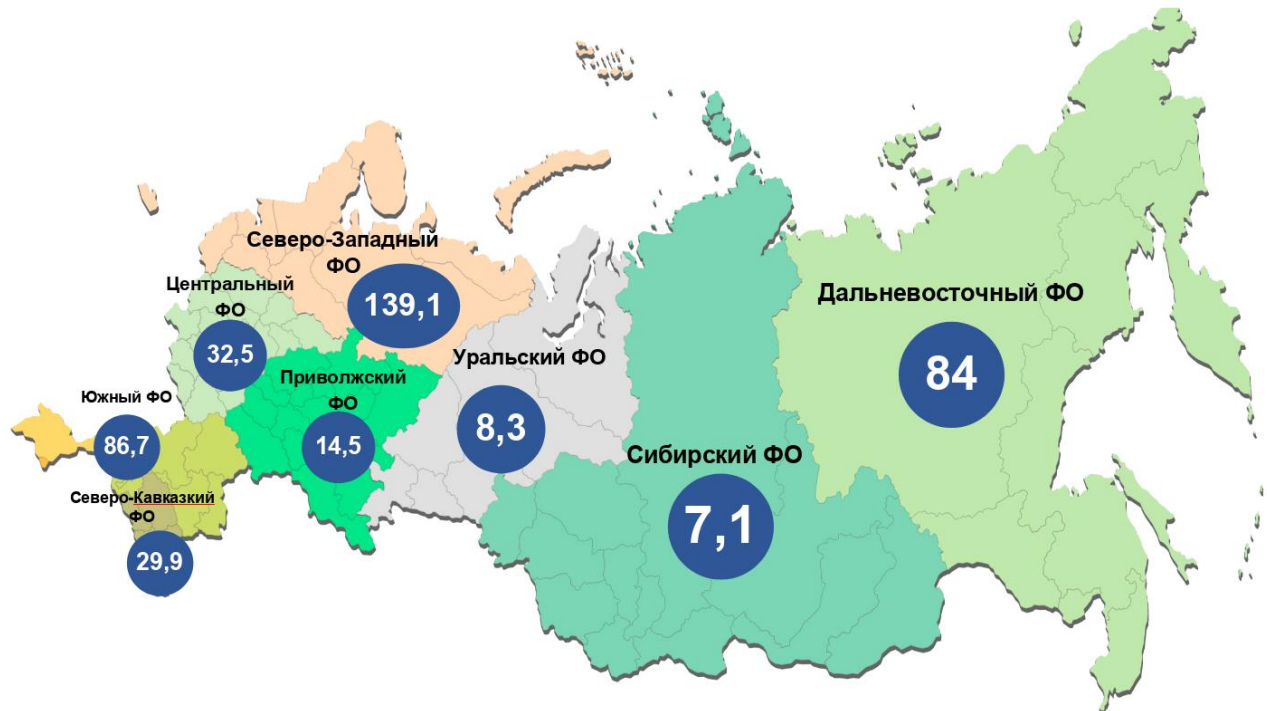 Северо-Западный
ФО
139,1
Центральный
ФО
32,5
Дальневосточный ФО
84
Уральский ФО
8,3
Приволжский
ФО
14,5
Южный ФО
86,7
Сибирский ФО
7,1
Северо-Кавказкий
ФО
29,9